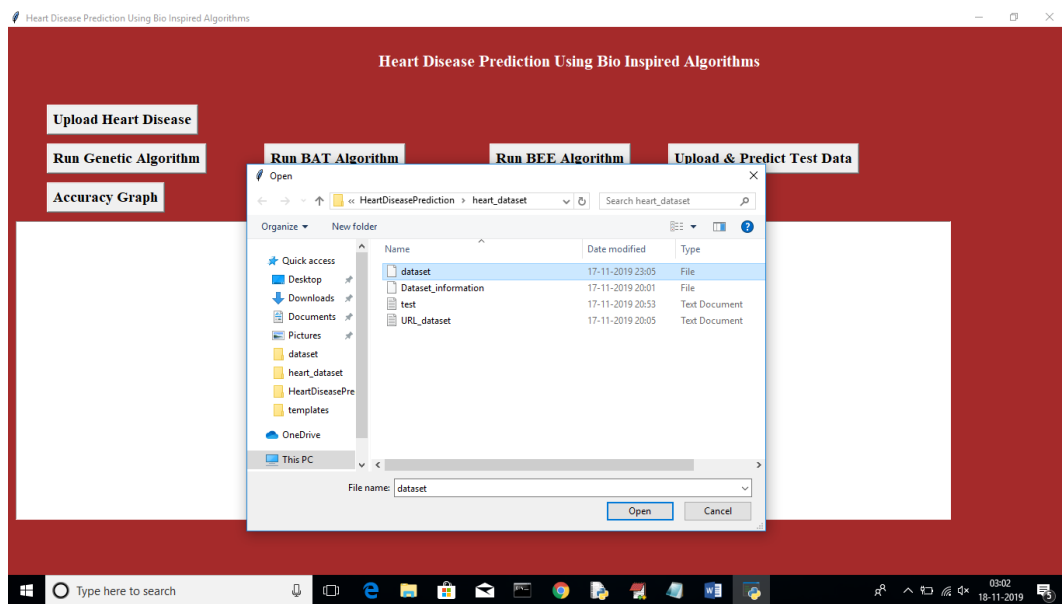 Heart Disease Prediction Using Bio Inspired Algorithms
Heart Disease Prediction Using Bio Inspired Algorithms
Upload Heart Disease
Run Genetic Algorithm
Run BAT Algorithm
Run BEE Algorithm
Upload & Predict Test Data
Accuracy Graph
Open
« HeartDiseasePrediction › heart_dataset
Search heart_dataset
Organize
New folder
Quick access
Desktop
Downloads
Documents
Pictures
dataset
heart_dataset
HeartDiseasePre
templates
OneDrive
This PC
Name Date modified Type
dataset 17-11-2019 23:05 File
Dataset_information 17-11-2019 20:01 File
test 17-11-2019 20:53 Text Document
URL_dataset 17-11-2019 20:05 Text Document
File name: dataset
Open
Cancel
Type here to search
03:02
18-11-2019
5